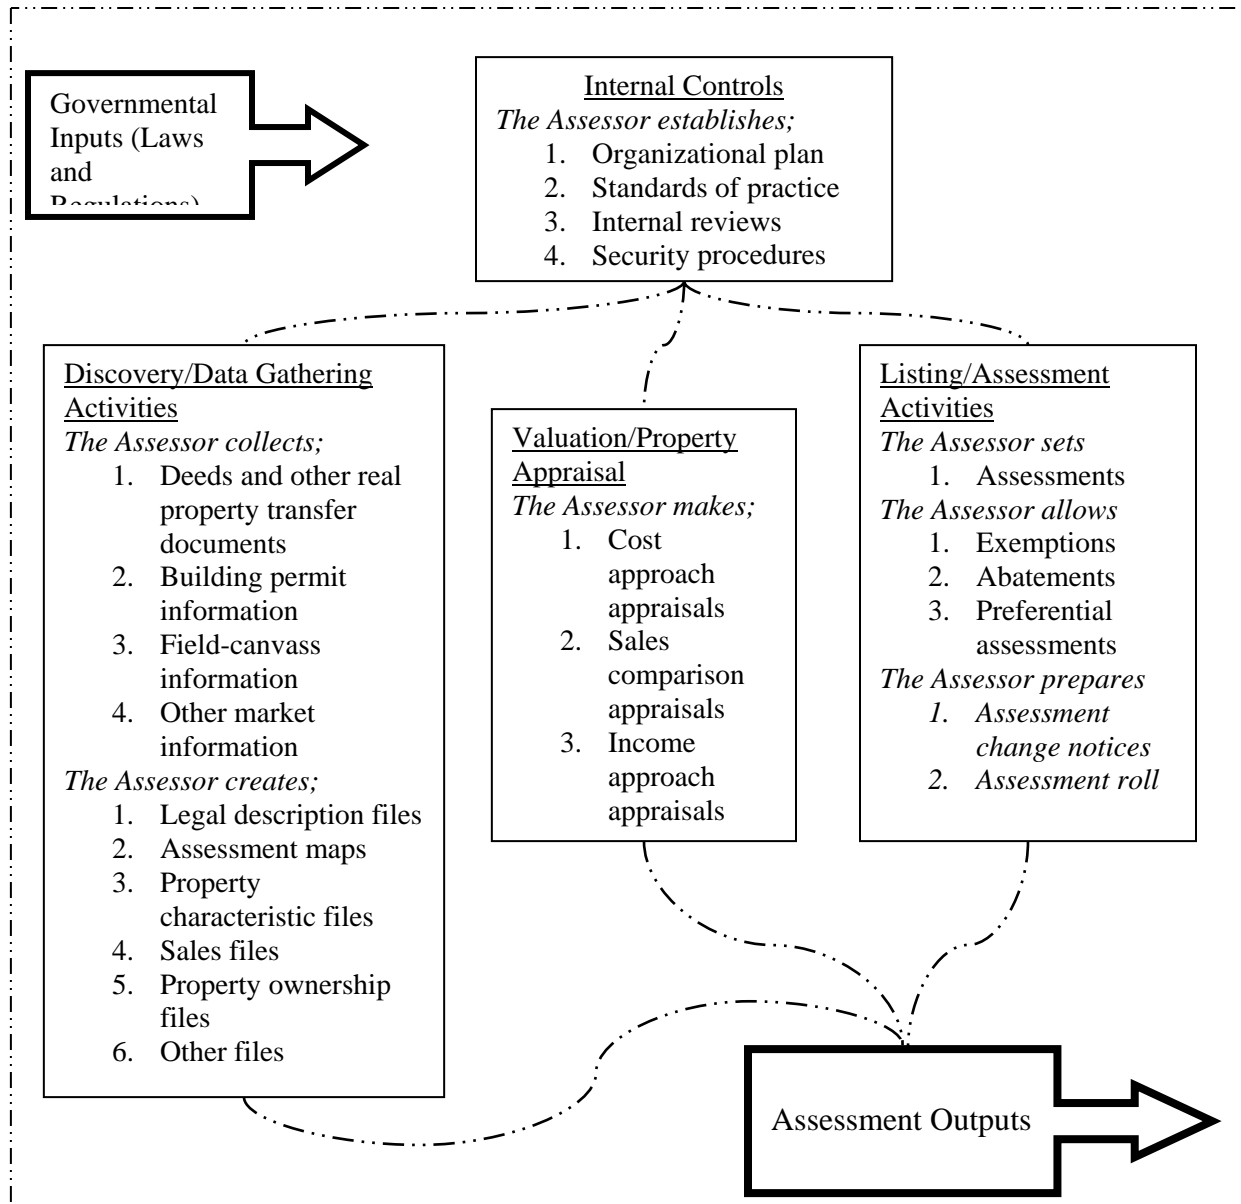 Governmental
Inputs (Laws
and
Regulations)
Internal Controls
The Assessor establishes;
1. Organizational plan
2. Standards of practice
3. Internal reviews
4. Security procedures
Discovery/Data Gathering
Activities
The Assessor collects;
1. Deeds and other real
property transfer
documents
2. Building permit
information
3. Field-canvass
information
4. Other market
information
The Assessor creates;
1. Legal description files
2. Assessment maps
3. Property
characteristic files
4. Sales files
5. Property ownership
files
6. Other files
Valuation/Property
Appraisal
The Assessor makes;
1. Cost
approach
appraisals
2. Sales
comparison
appraisals
3. Income
approach
appraisals
Listing/Assessment
Activities
The Assessor sets
1. Assessments
The Assessor allows
1. Exemptions
2. Abatements
3. Preferential
assessments
The Assessor prepares
1. Assessment
change notices
2. Assessment roll
Assessment Outputs